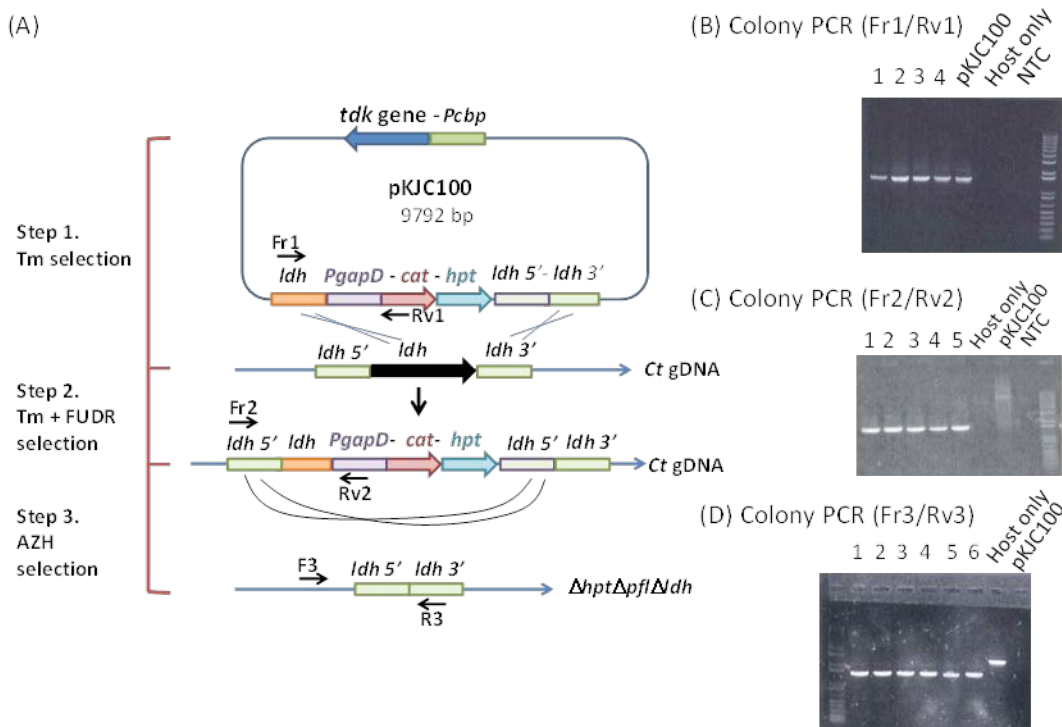 (A)
tdk gene - Pcbp
pKJC100
9792 bp
Step 1.
Tm selection
Fr1
ldh PgapD - cat - hpt ldh 5' - ldh 3'
Rv1
ldh 5' ldh ldh 3'
Ct gDNA
Step 2.
Tm + FUDR
selection
Fr2
ldh 5' ldh PgapD- cat- hpt ldh 5' ldh 3'
Ct gDNA
Rv2
Step 3.
AZH
selection
F3 ldh 5' ldh 3'
ΔhptΔpflΔldh
R3
(B) Colony PCR (Fr1/Rv1)
1 2 3 4 pKJC100 Host only NTC
(C) Colony PCR (Fr2/Rv2)
1 2 3 4 5 Host only pKJC100 NTC
(D) Colony PCR (Fr3/Rv3)
1 2 3 4 5 6 Host only pKJC100